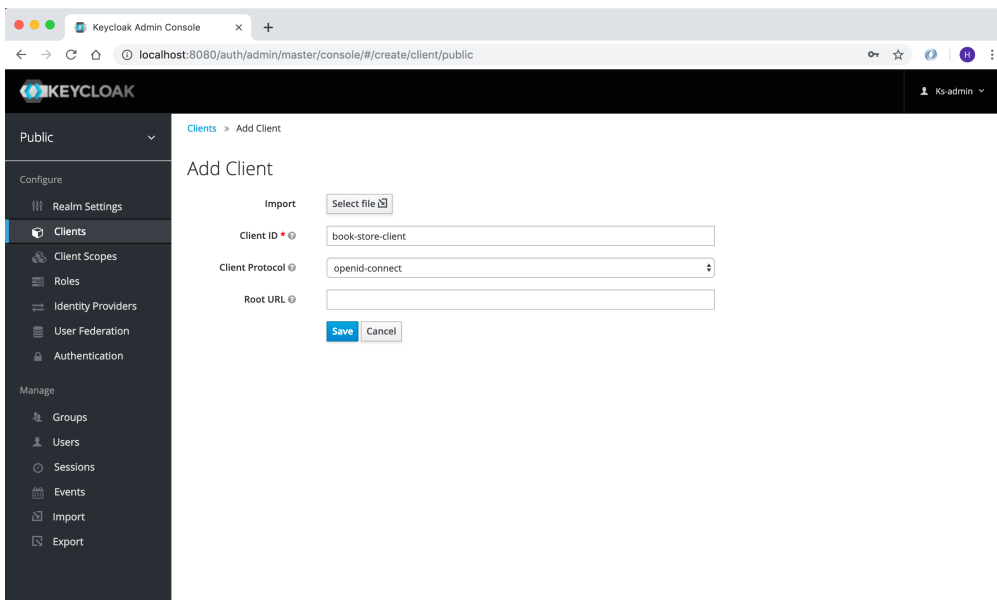 Keycloak Admin Console
localhost:8080/auth/admin/master/console/#/create/client/public
H
KEYCLOAK
Ks-admin
Public
Clients » Add Client
Add Client
Configure
Realm Settings
Clients
Client Scopes
Roles
Identity Providers
User Federation
Authentication
Manage
Groups
Users
Sessions
Events
Import
Export
Import Select file
Client ID * book-store-client
Client Protocol openid-connect
Root URL
Save Cancel